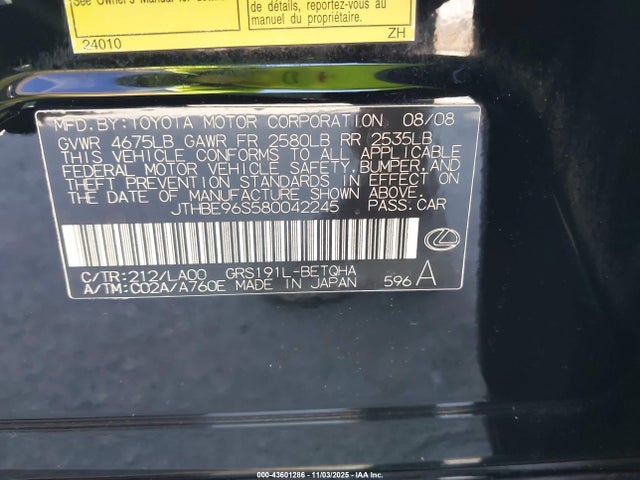 See Owner's Manual for
de détails, reportez-vous au
manuel du propriétaire.
24010
ZH
MFD.BY:TOYOTA MOTOR CORPORATION 08/08
GVWR 4675LB GAWR FR 2580LB RR 2535LB
THIS VEHICLE CONFORMS TO ALL APPLICABLE
FEDERAL MOTOR VEHICLE SAFETY,BUMPER,AND
THEFT PREVENTION STANDARDS IN EFFECT ON
THE DATE OF MANUFACTURE SHOWN ABOVE.
JTHBE96S580042245 PASS.CAR
C/TR:212/LA00 GRS191L-BETQHA
A/TM:C02A/A760E MADE IN JAPAN 596 A
000-43601286 - 11/03/2025 - IAA Inc.